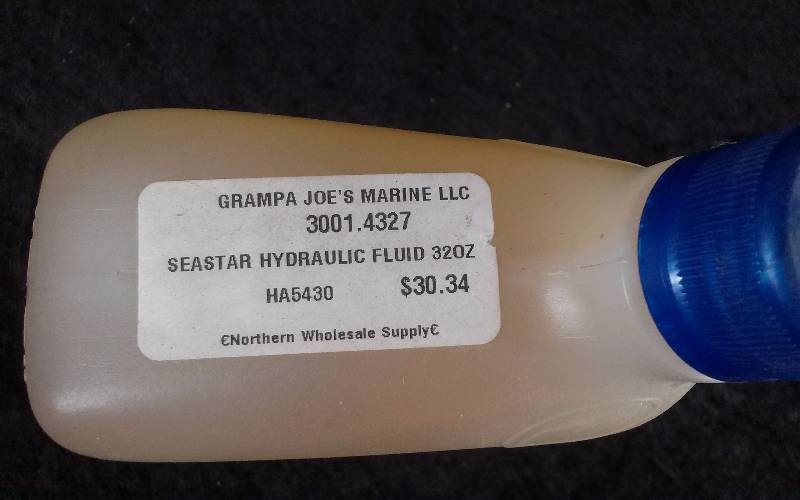 GRAMPA JOE'S MARINE LLC
3001.4327
SEASTAR HYDRAULIC FLUID 32OZ
HA5430 $30.34
€Northern Wholesale Supply€